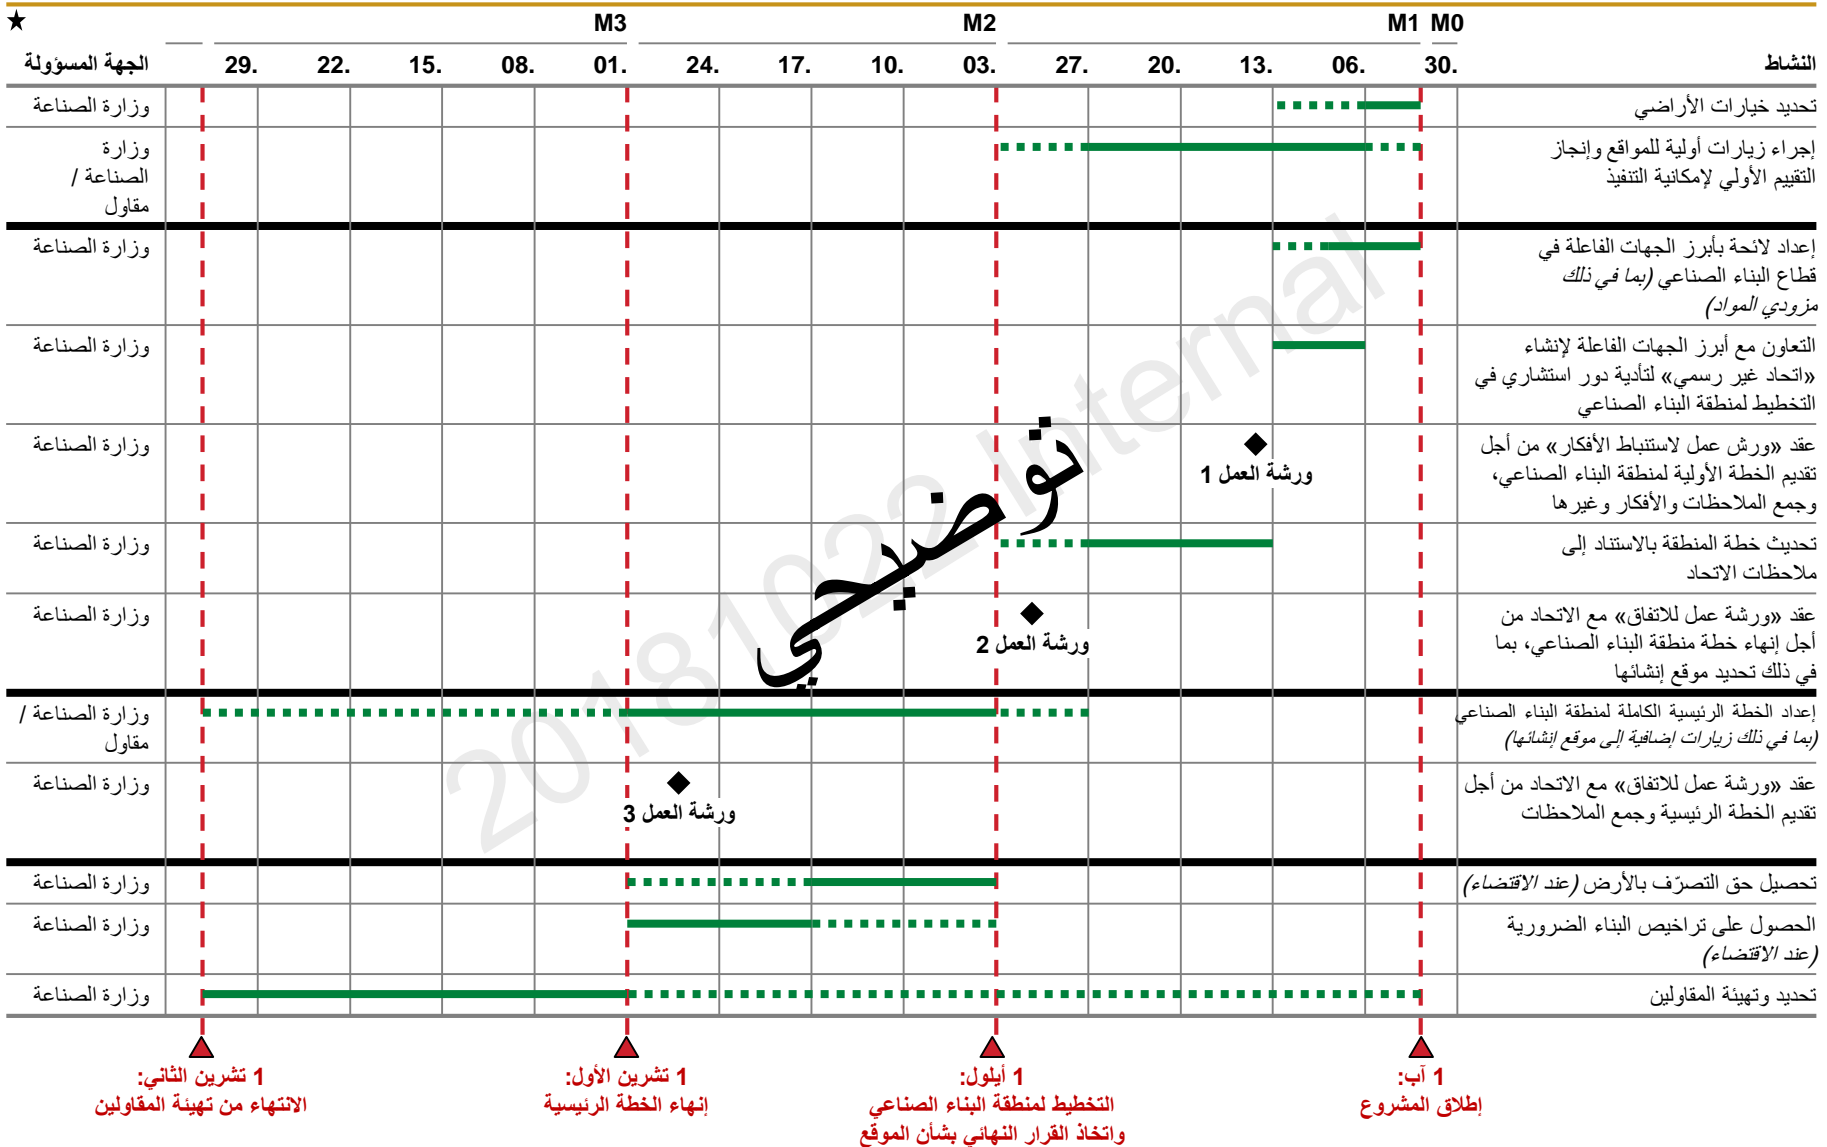 ★
M0 M1 M2 M3
النشاط 30. 06. 13. 20. 27. 03. 10. 17. 24. 01. 08. 15. 22. 29. الجهة المسؤولة
تحديد خيارات الأراضي
وزارة الصناعة
إجراء زيارات أولية للمواقع وإنجاز
التقييم الأولي لإمكانية التنفيذ
وزارة
الصناعة /
مقاول
إعداد لائحة بأبرز الجهات الفاعلة في
قطاع البناء الصناعي (بما في ذلك
مزودي المواد)
وزارة الصناعة
التعاون مع أبرز الجهات الفاعلة لإنشاء
«اتحاد غير رسمي» لتأدية دور استشاري في
التخطيط لمنطقة البناء الصناعي
وزارة الصناعة
عقد «ورش عمل لاستنباط الأفكار» من أجل
تقديم الخطة الأولية لمنطقة البناء الصناعي،
وجمع الملاحظات والأفكار وغيرها
ورشة العمل 1
وزارة الصناعة
تحديث خطة المنطقة بالاستناد إلى
ملاحظات الاتحاد
وزارة الصناعة
عقد «ورشة عمل للاتفاق» مع الاتحاد من
أجل إنهاء خطة منطقة البناء الصناعي، بما
في ذلك تحديد موقع إنشائها
ورشة العمل 2
وزارة الصناعة
إعداد الخطة الرئيسية الكاملة لمنطقة البناء الصناعي
(بما في ذلك زيارات إضافية إلى موقع إنشائها)
وزارة الصناعة /
مقاول
عقد «ورشة عمل للاتفاق» مع الاتحاد من أجل
تقديم الخطة الرئيسية وجمع الملاحظات
ورشة العمل 3
وزارة الصناعة
تحصيل حق التصرّف بالأرض (عند الاقتضاء)
وزارة الصناعة
الحصول على تراخيص البناء الضرورية
(عند الاقتضاء)
وزارة الصناعة
تحديد وتهيئة المقاولين
وزارة الصناعة
توضيحي
20181022 Internal
1 آب:
إطلاق المشروع
1 أيلول:
التخطيط لمنطقة البناء الصناعي
واتخاذ القرار النهائي بشأن الموقع
1 تشرين الأول:
إنهاء الخطة الرئيسية
1 تشرين الثاني:
الانتهاء من تهيئة المقاولين